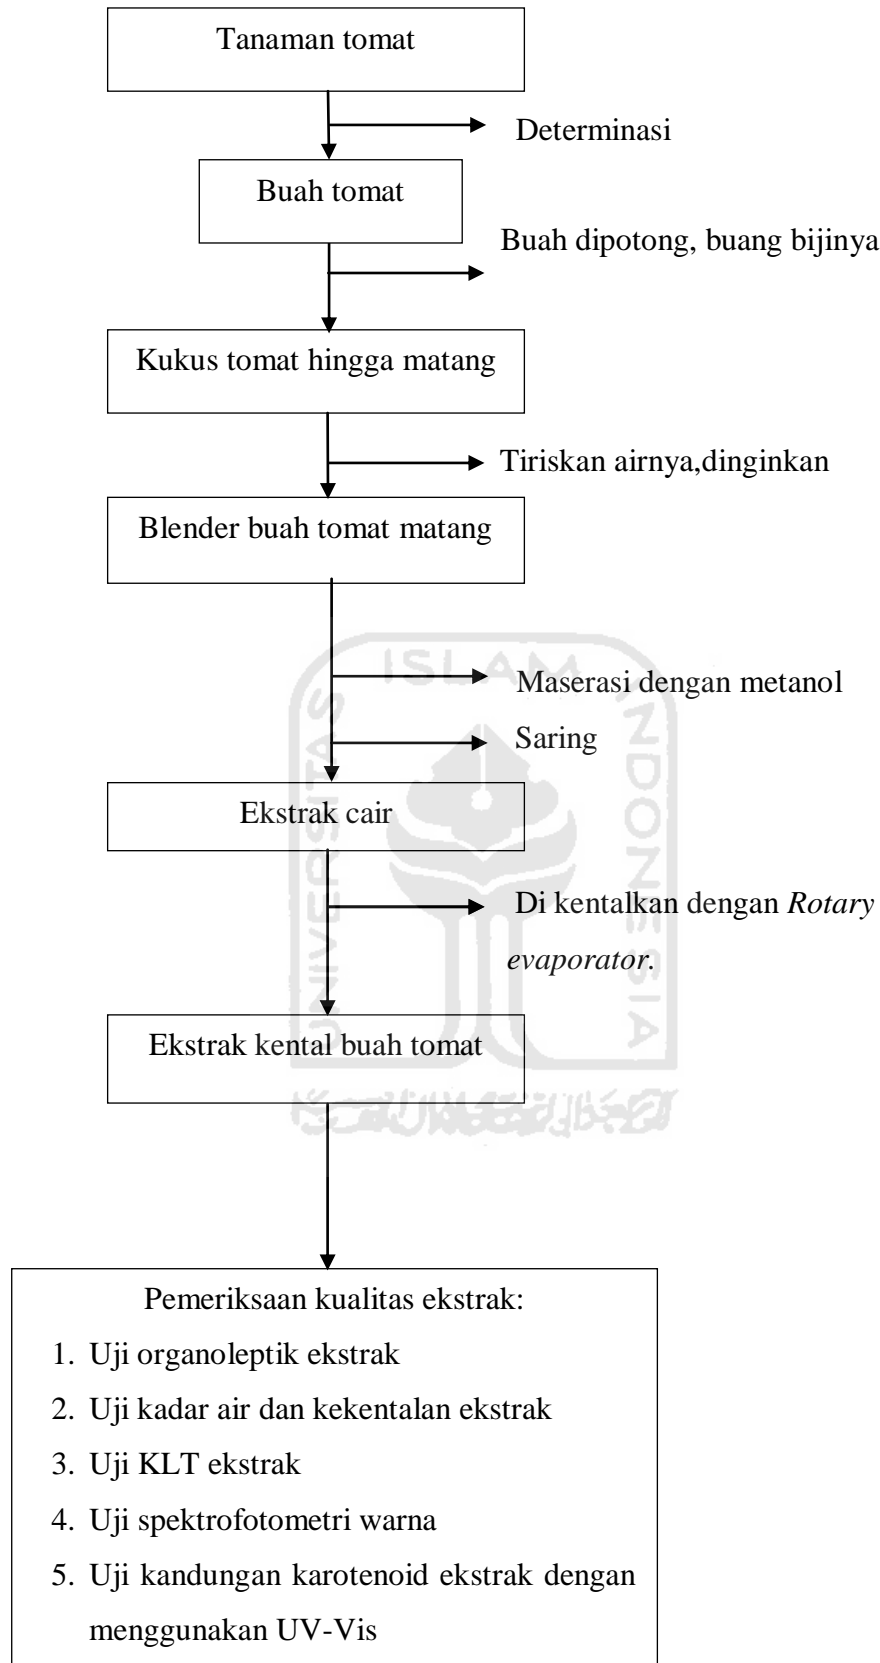 Tanaman tomat
Determinasi
Buah tomat
Buah dipotong, buang bijinya
Kukus tomat hingga matang
Tiriskan airnya,dinginkan
Blender buah tomat matang
Maserasi dengan metanol
Saring
Ekstrak cair
Di kentalkan dengan Rotary
evaporator.
Ekstrak kental buah tomat
Pemeriksaan kualitas ekstrak:
1. Uji organoleptik ekstrak
2. Uji kadar air dan kekentalan ekstrak
3. Uji KLT ekstrak
4. Uji spektrofotometri warna
5. Uji kandungan karotenoid ekstrak dengan
menggunakan UV-Vis
UNIVERSITAS
ISLAM
INDONESIA